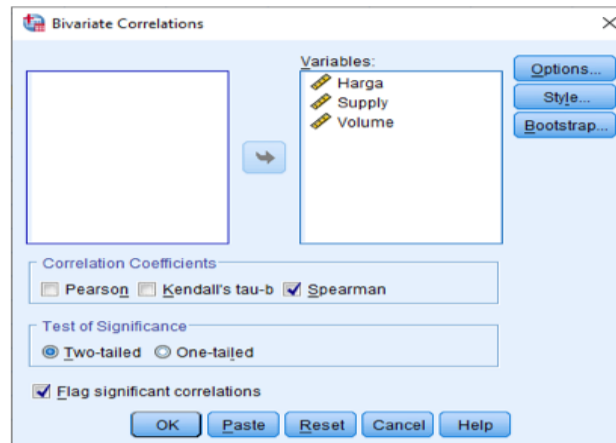 Bivariate Correlations
Variables:
Harga
Supply
Volume
Options...
Style...
Bootstrap...
Correlation Coefficients
Pearson Kendall's tau-b Spearman
Test of Significance
Two-tailed One-tailed
Flag significant correlations
OK Paste Reset Cancel Help